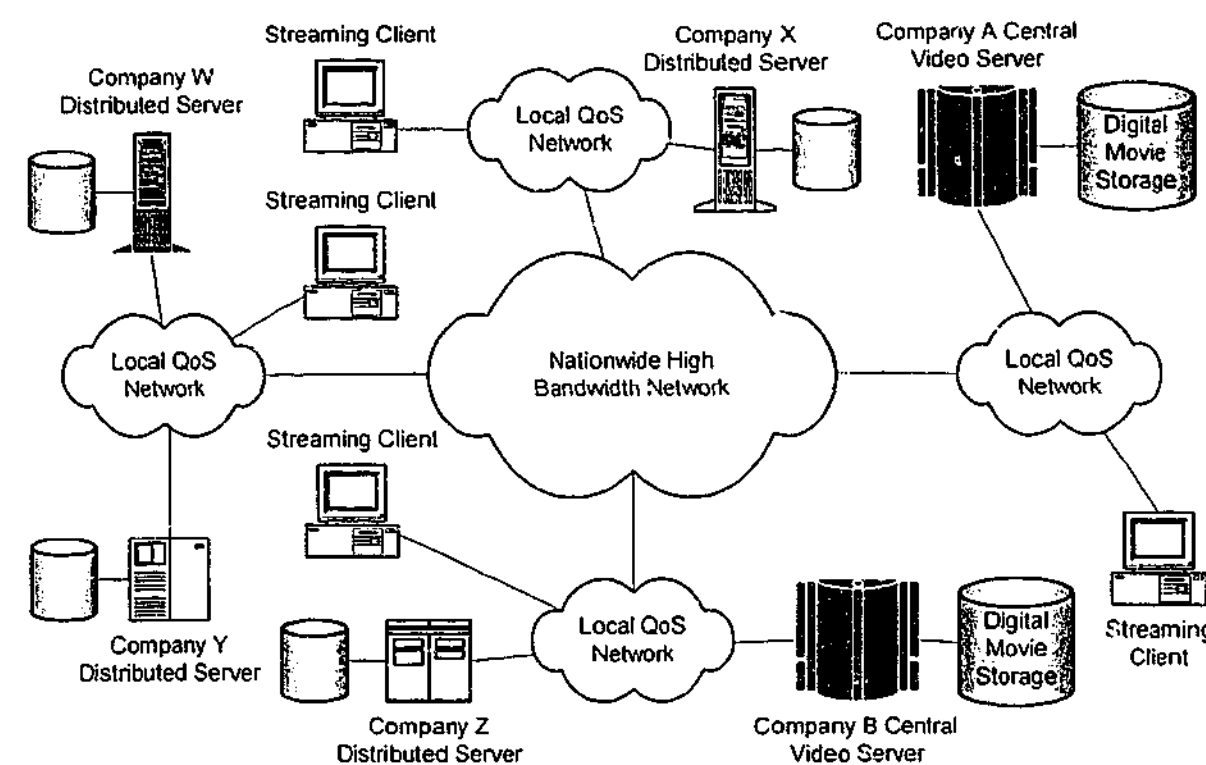 Streaming Client
Company X
Distributed Server
Company A Central
Video Server
Company W
Distributed Server
Local QoS
Network
Digital
Movie
Storage
Streaming Client
Local QoS
Network
Nationwide High
Bandwidth Network
Local QoS
Network
Streaming Client
Company Y
Distributed Server
Local QoS
Network
Digital
Movie
Storage
Streaming
Client
Company Z
Distributed Server
Company B Central
Video Server